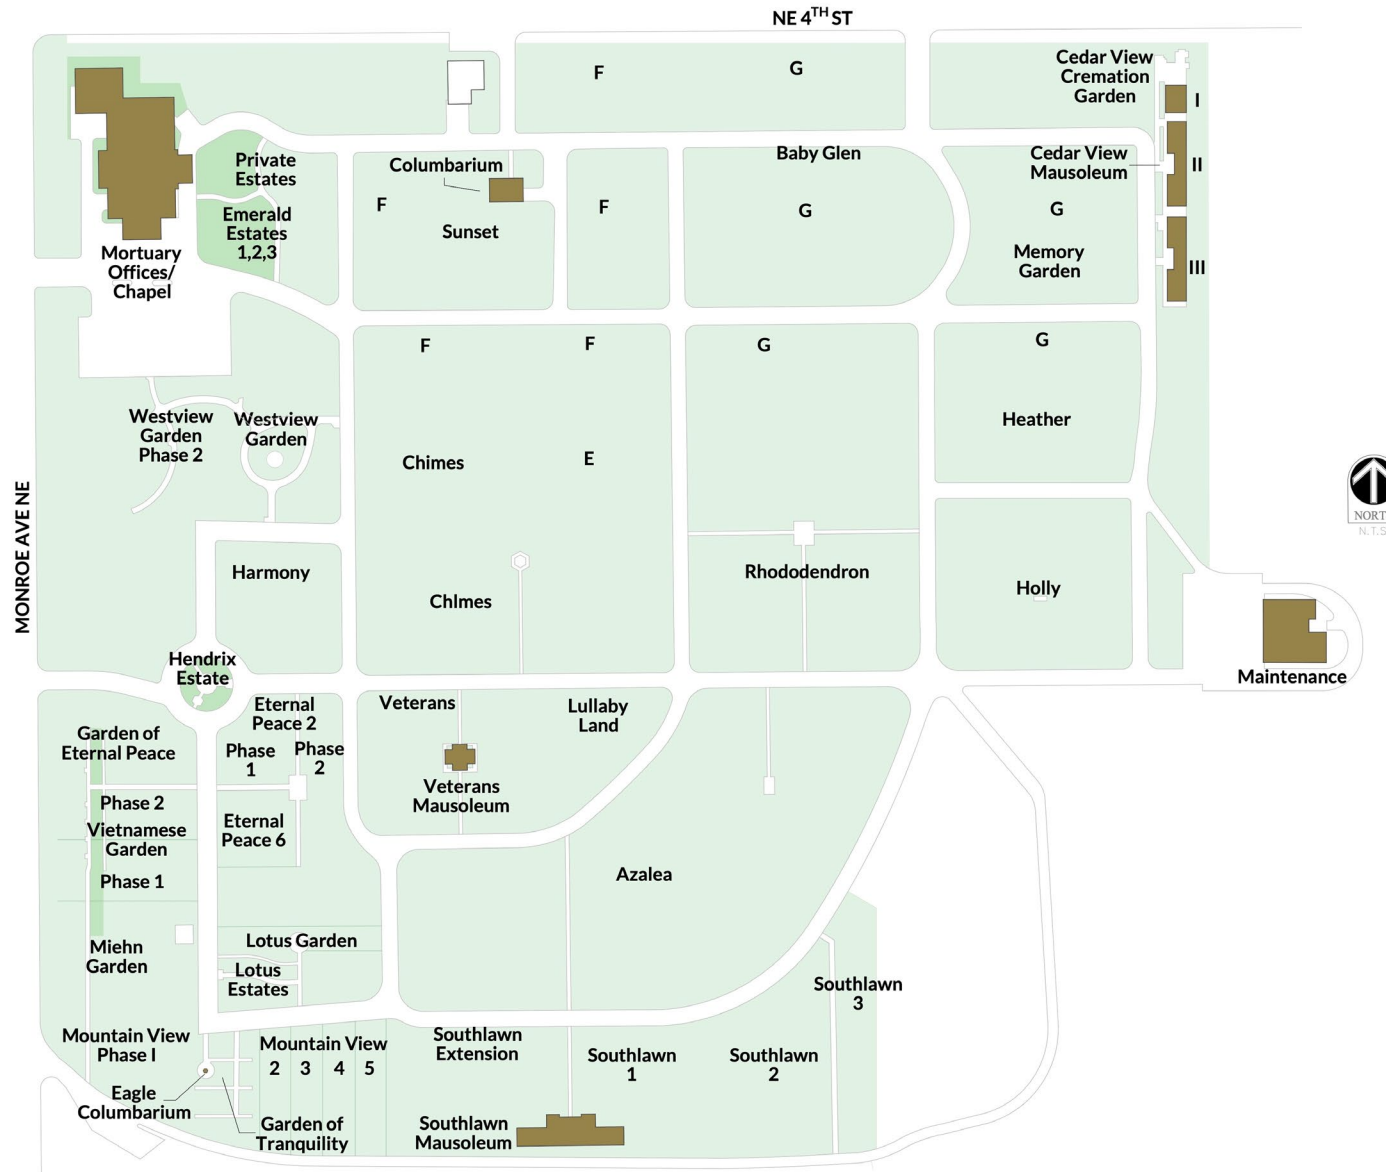 NE 4TH ST
Cedar View
Cremation
Garden
F
G
I
Baby Glen
Private
Estates
Columbarium
Cedar View
Mausoleum
II
F
F
G
G
Emerald
Estates
1,2,3
Sunset
Mortuary
Offices/
Chapel
Memory
Garden
III
F
F
G
G
Westview
Garden
Phase 2
Westview
Garden
Heather
Chimes
E
MONROE AVE NE
NORT
N.T.S
Harmony
Rhododendron
Holly
ChImes
Hendrix
Estate
Maintenance
Eternal
Peace 2
Veterans
Lullaby
Land
Garden of
Eternal Peace
Phase
1
Phase
2
Veterans
Mausoleum
Phase 2
Vietnamese
Garden
Eternal
Peace 6
Phase 1
Azalea
Lotus Garden
Miehn
Garden
Lotus
Estates
Southlawn
3
Mountain View
Phase I
Mountain View
2 3 4 5
Southlawn
Extension
Southlawn
1
Southlawn
2
Eagle
Columbarium
Garden of
Tranquility
Southlawn
Mausoleum